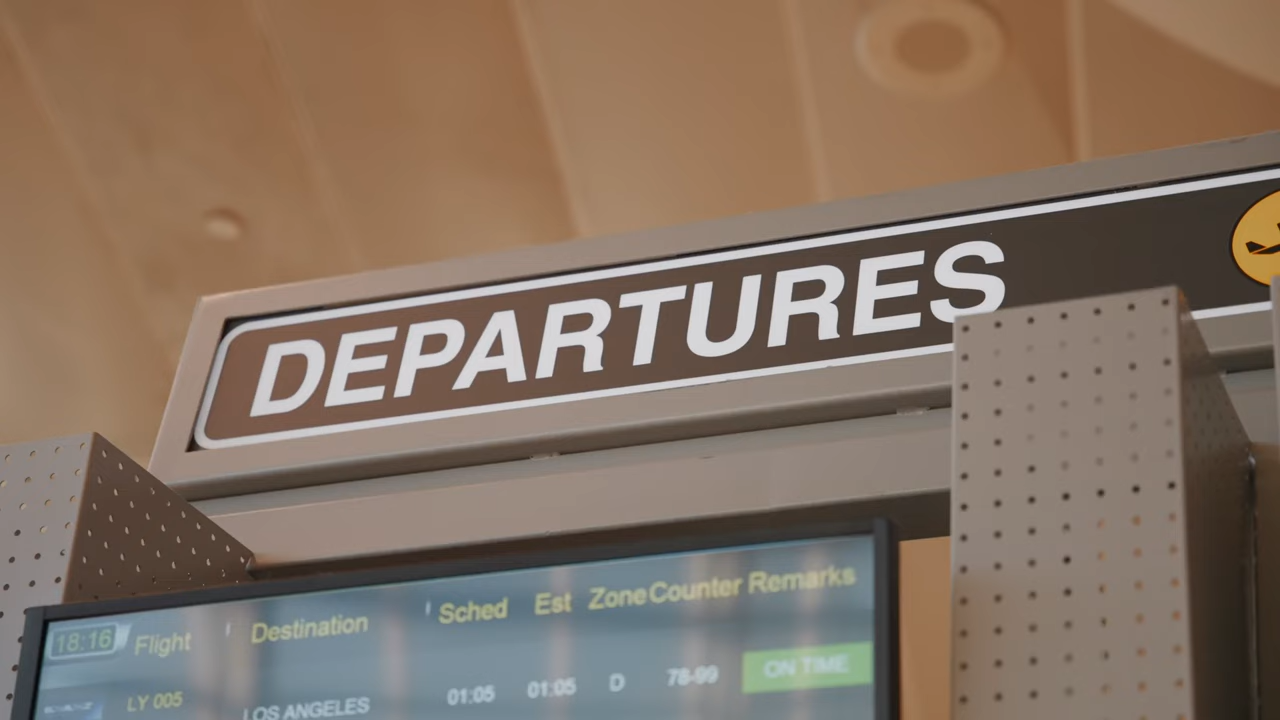 DEPARTURES
18:16 Flight Destination Sched Est Zone Counter Remarks
LY 005 LOS ANGELES 01:05 01:05 D 78-99 ON TIME